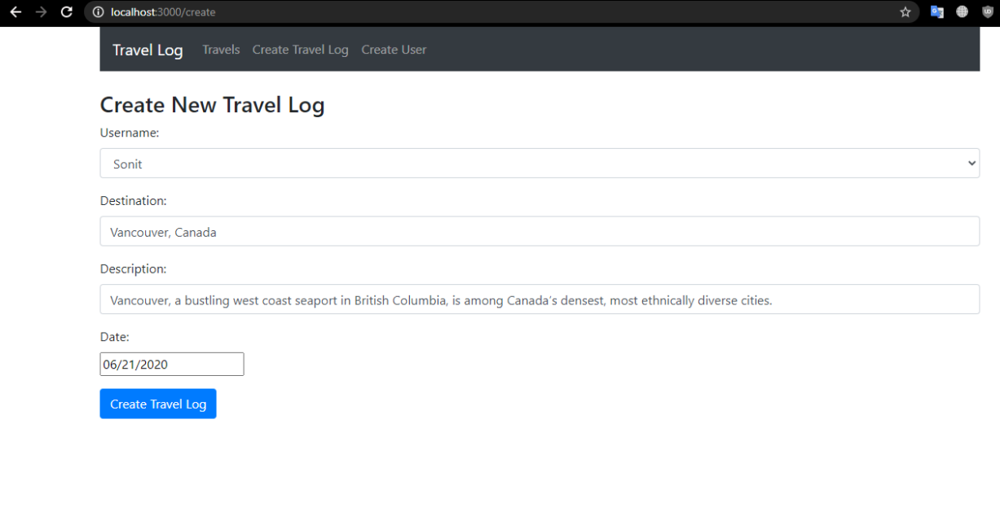 localhost:3000/create
Travel Log Travels Create Travel Log Create User
Create New Travel Log
Username:
Sonit
Destination:
Vancouver, Canada
Description:
Vancouver, a bustling west coast seaport in British Columbia, is among Canada's densest, most ethnically diverse cities.
Date:
06/21/2020
Create Travel Log